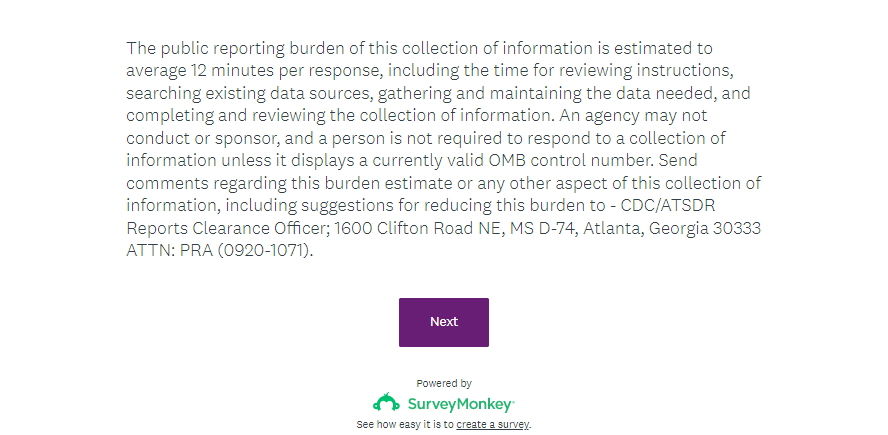 The public reporting burden of this collection of information is estimated to
average 12 minutes per response, including the time for reviewing instructions,
searching existing data sources, gathering and maintaining the data needed, and
completing and reviewing the collection of information. An agency may not
conduct or sponsor, and a person is not required to respond to a collection of
information unless it displays a currently valid OMB control number. Send
comments regarding this burden estimate or any other aspect of this collection of
information, including suggestions for reducing this burden to - CDC/ATSDR
Reports Clearance Officer; 1600 Clifton Road NE, MS D-74, Atlanta, Georgia 30333
ATTN: PRA (0920-1071).
Next
Powered by
SurveyMonkey
See how easy it is to create a survey.